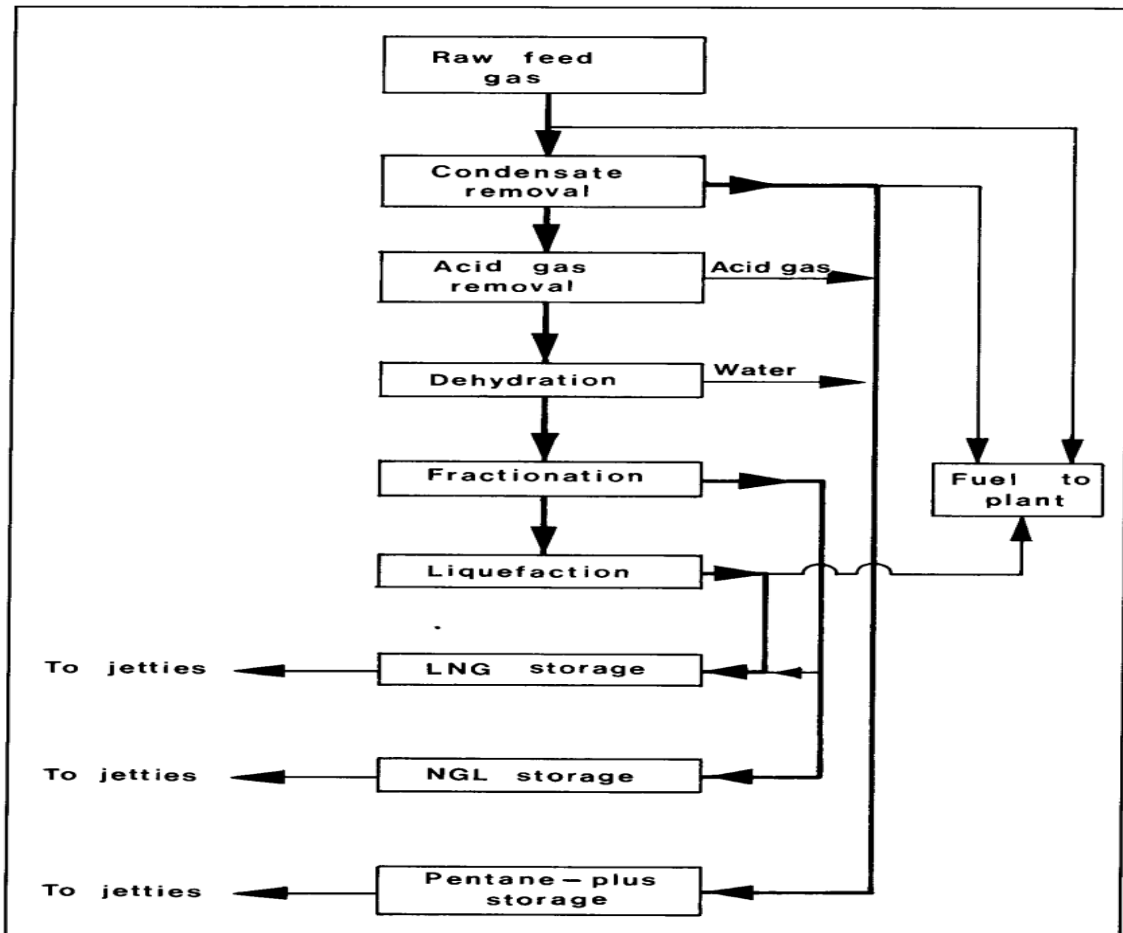 Raw feed
gas
Condensate
removal
Acid gas
removal
Acid gas
Dehydration
Water
Fractionation
Fuel to
plant
Liquefaction
To jetties
LNG storage
To jetties
NGL storage
To jetties
Pentane-plus
storage